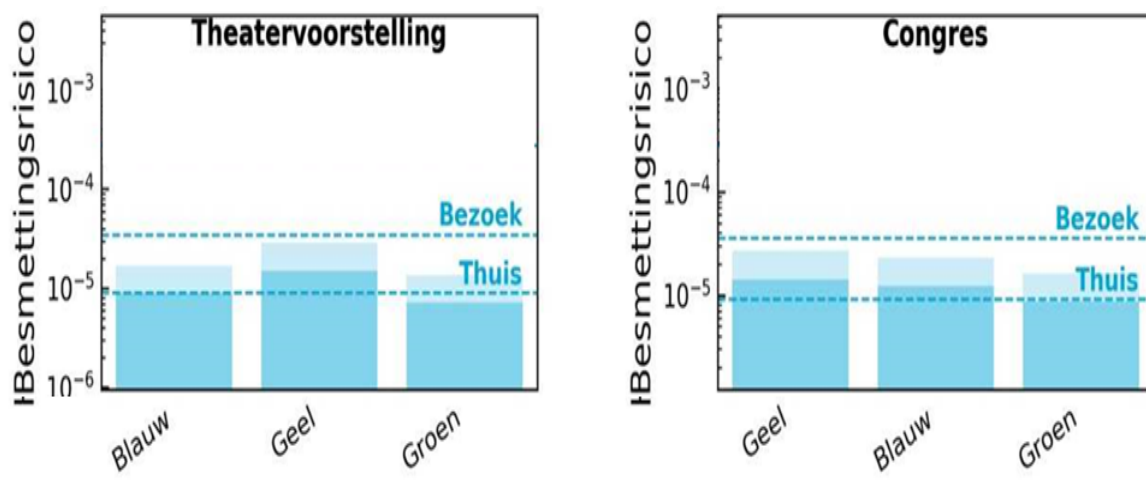 Theatervoorstelling
Besmettingsrisico
10⁻³
10⁻⁴
10⁻⁵
10⁻⁶
Bezoek
Thuis
Blauw
Geel
Groen
Congres
Besmettingsrisico
10⁻³
10⁻⁴
10⁻⁵
Bezoek
Thuis
Geel
Blauw
Groen